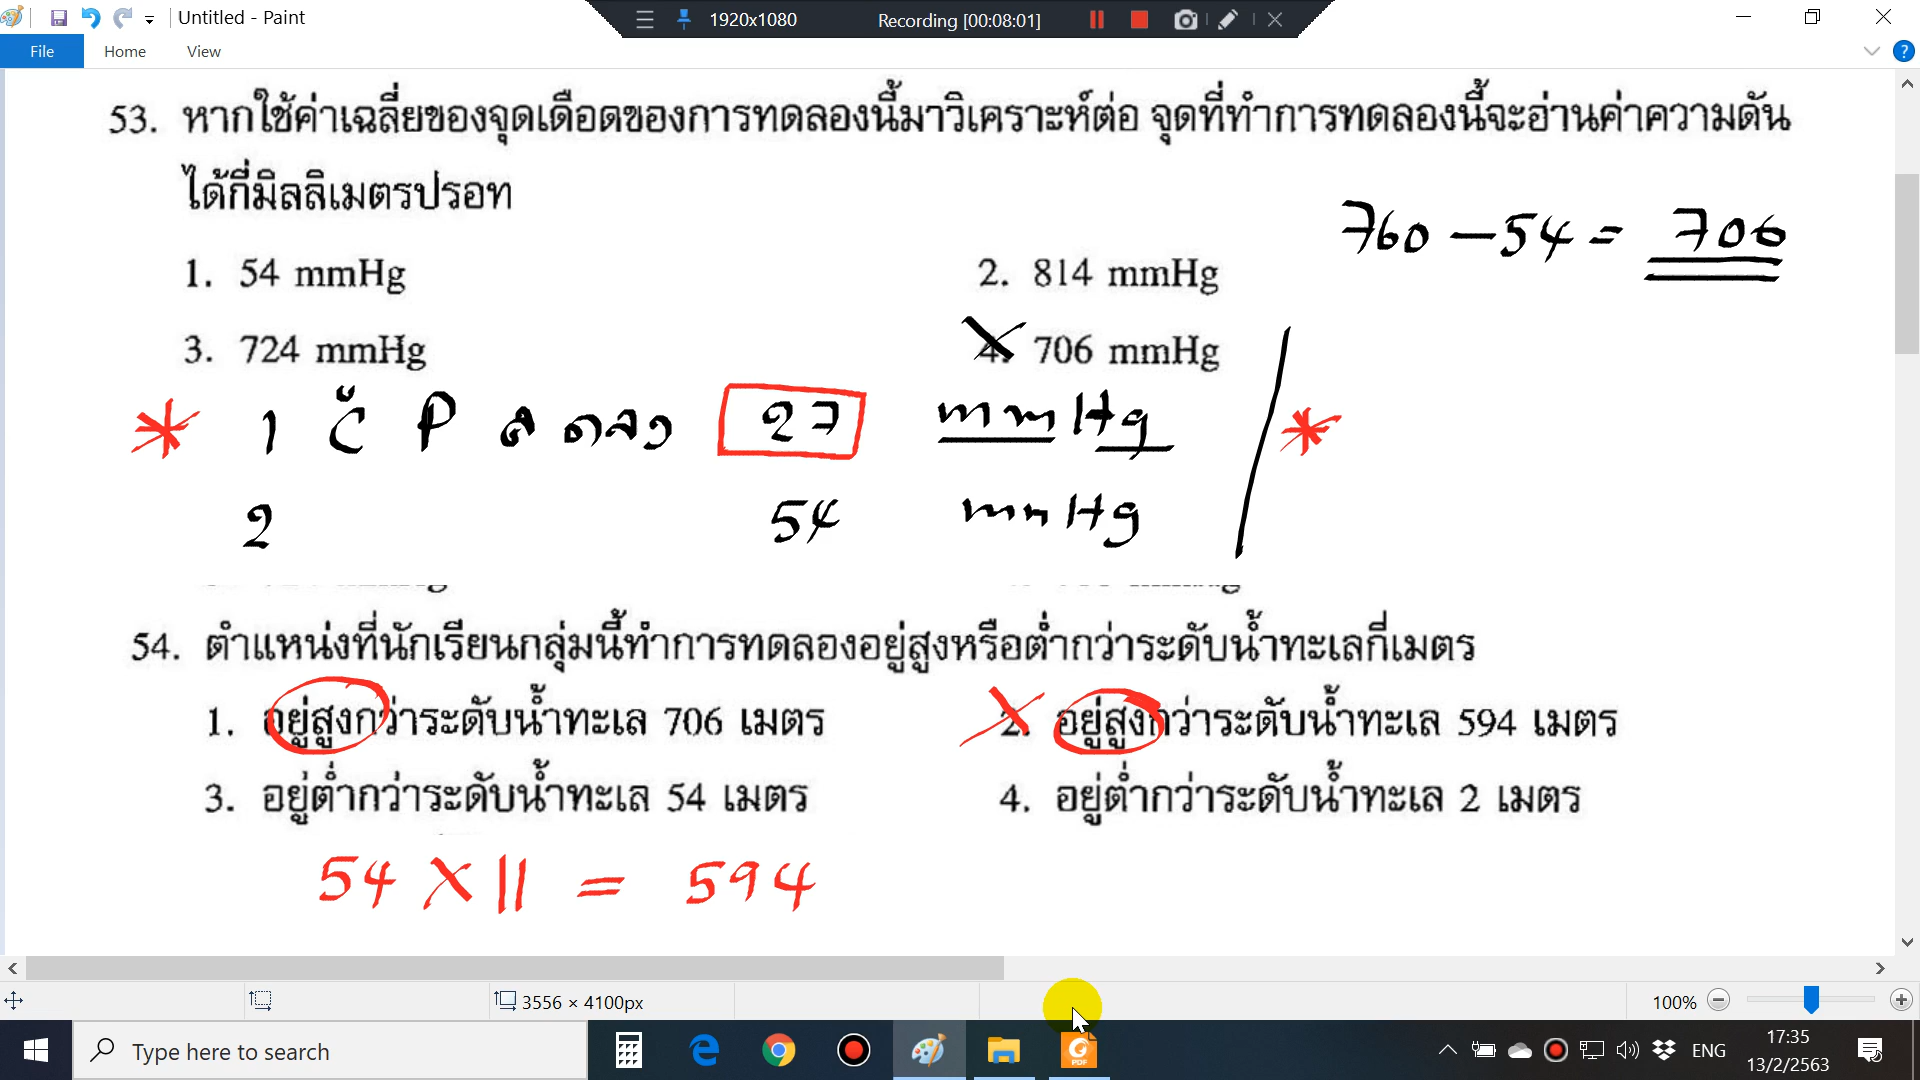 Untitled - Paint
1920x1080
Recording [00:08:01]
File
Home
View
53. หากใช้ค่าเฉลี่ยของจุดเดือดของการทดลองนี้มาวิเคราะห์ต่อ จุดที่ทำการทดลองนี้จะอ่านค่าความดัน
ได้กี่มิลลิเมตรปรอท
760 - 54 = 706
1. 54 mmHg
2. 814 mmHg
3. 724 mmHg
4. 706 mmHg
1 °C P ลดลง 27 mmHg
2 54 mmHg
54. ตำแหน่งที่นักเรียนกลุ่มนี้ทำการทดลองอยู่สูงหรือต่ำกว่าระดับน้ำทะเลกี่เมตร
1. อยู่สูงกว่าระดับน้ำทะเล 706 เมตร
2. อยู่สูงกว่าระดับน้ำทะเล 594 เมตร
3. อยู่ต่ำกว่าระดับน้ำทะเล 54 เมตร
4. อยู่ต่ำกว่าระดับน้ำทะเล 2 เมตร
54 X 11 = 594
3556 × 4100px
100%
Type here to search
PDF
ENG
17:35
13/2/2563